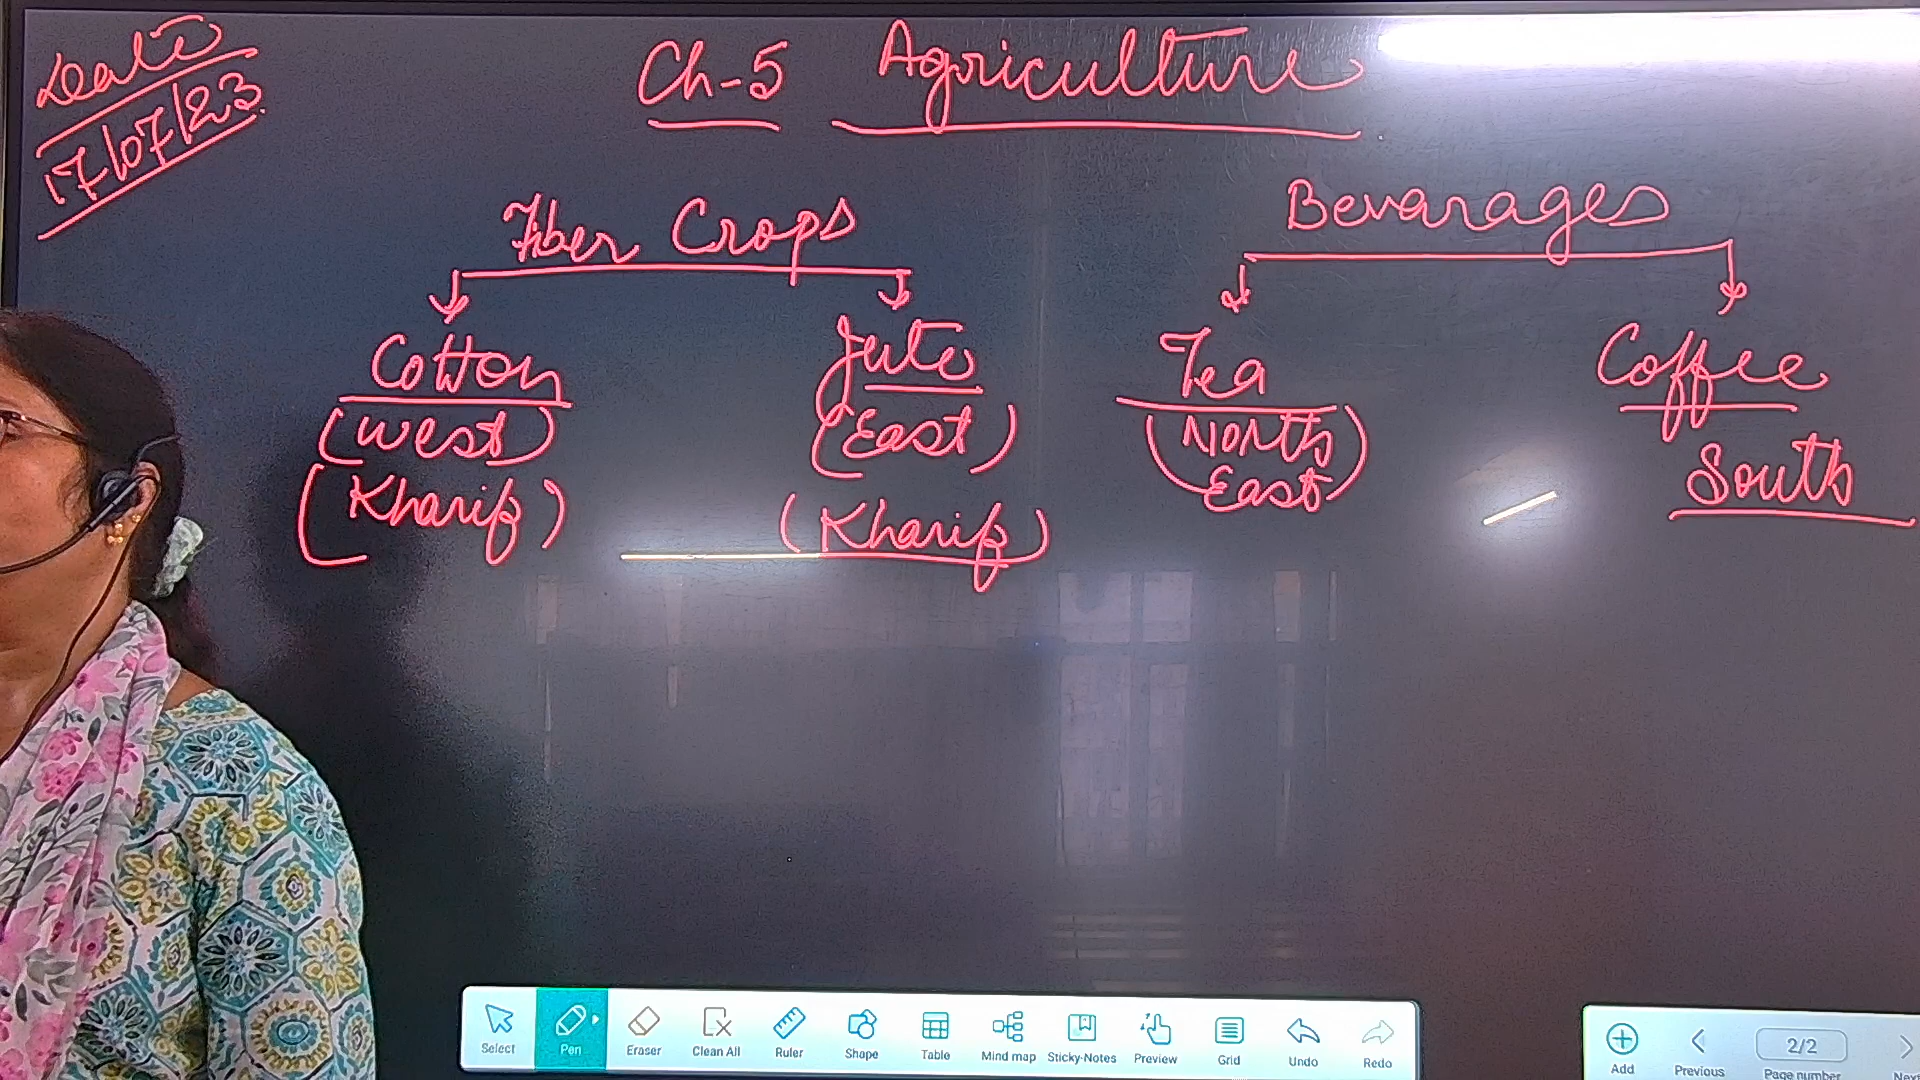 Date
17/07/23
Ch-5 Agriculture
Fiber Crops
Bevarages
Cotton
(West)
(Kharif)
Jute
(East)
(Kharif)
Tea
(North
East)
Coffee
South
Select
Pen
Eraser
Clean All
Ruler
Shape
Table
Mind map
Sticky-Notes
Preview
Grid
Undo
Redo
Add
Previous
2/2
Page number
Next